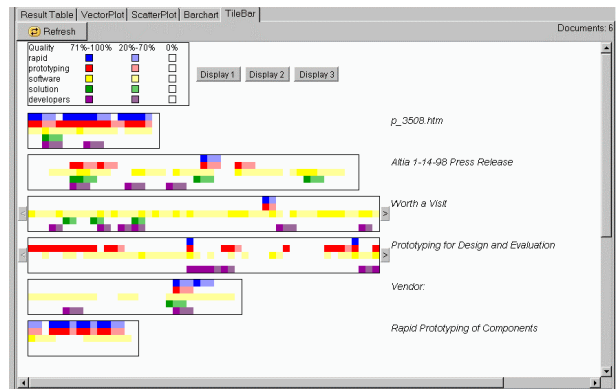 Result Table VectorPlot ScatterPlot Barchart TileBar
Refresh Documents: 6
Quality 71%-100% 20%-70% 0%
rapid
prototyping
software
solution
developers
Display 1 Display 2 Display 3
p_3508.htm
Altia 1-14-98 Press Release
< > Worth a Visit
< > Prototyping for Design and Evaluation
Vendor:
Rapid Prototyping of Components